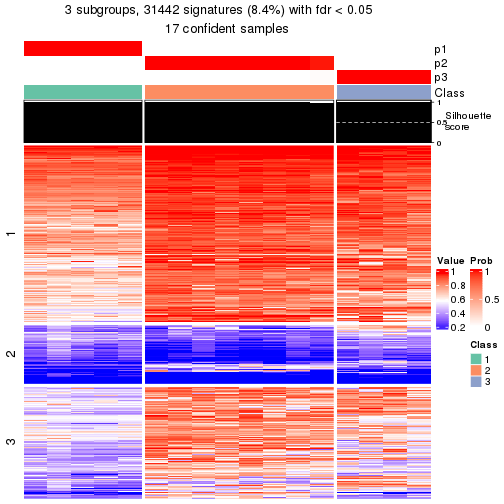 3 subgroups, 31442 signatures (8.4%) with fdr < 0.05
17 confident samples
p1
p2
p3
Class
1
0.5
0
Silhouette
score
1
2
3
Value
1
0.8
0.6
0.4
0.2
Prob
1
0.5
0
Class
1
2
3